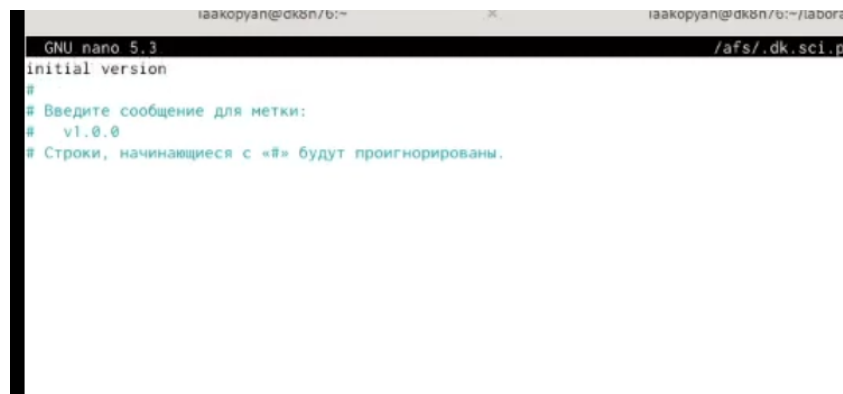 iaakopyan@dk8n76:~ × iaakopyan@dk8n76:~/labora
GNU nano 5.3 /afs/.dk.sci.p
initial version
#
# Введите сообщение для метки:
#   v1.0.0
# Строки, начинающиеся с «#» будут проигнорированы.